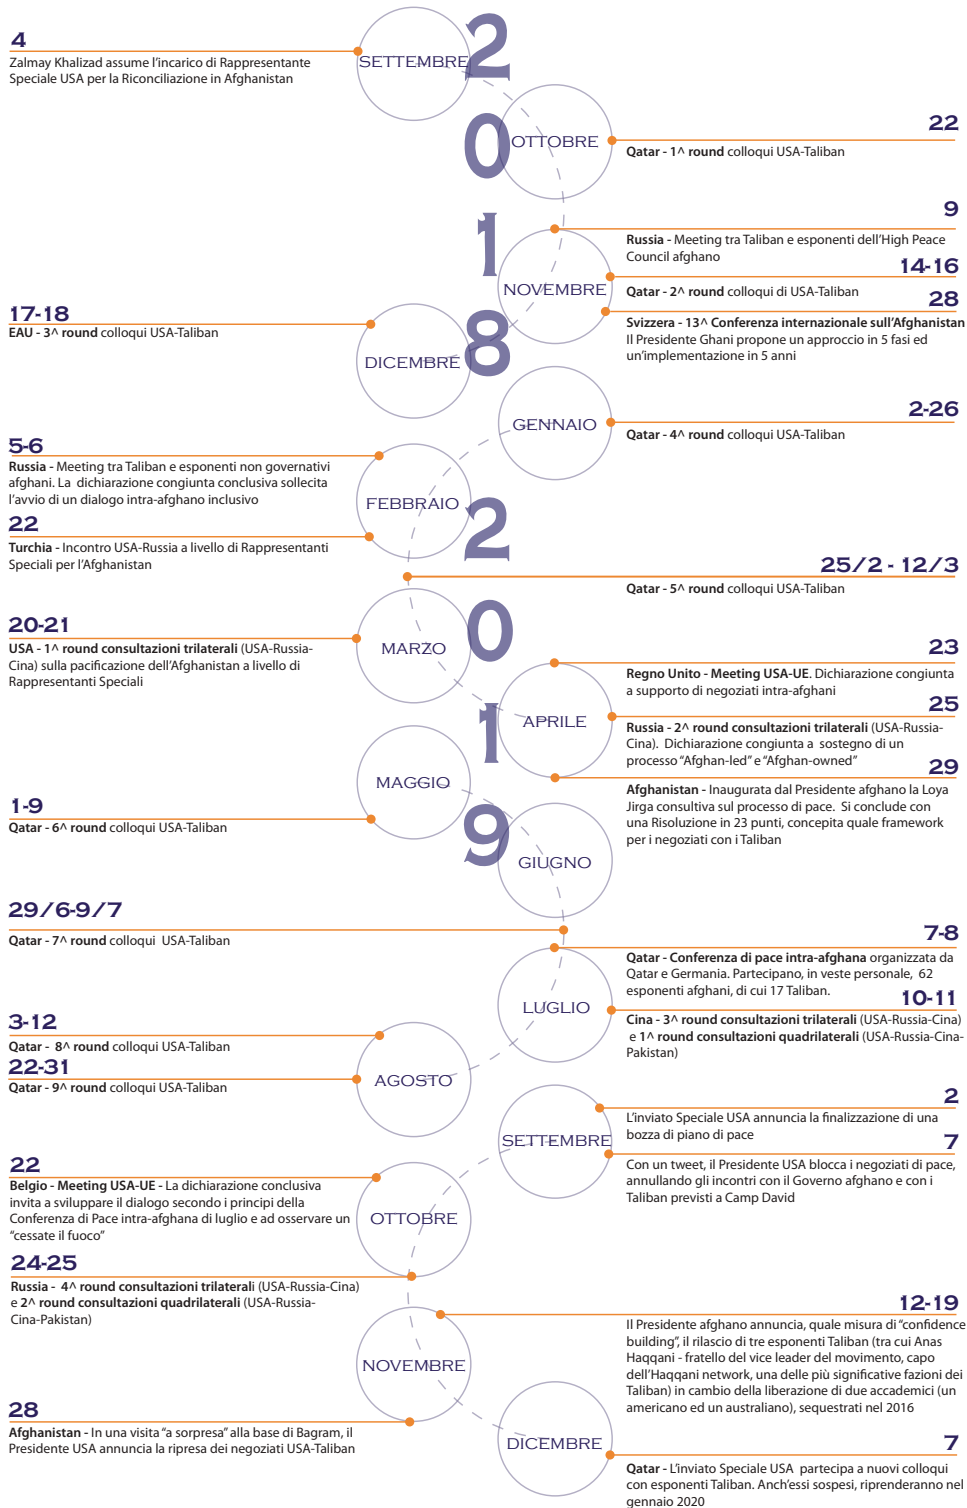 4
Zalmay Khalizad assume l'incarico di Rappresentante
Speciale USA per la Riconciliazione in Afghanistan
SETTEMBRE
2
0
1
8
OTTOBRE
22
Qatar - 1^ round colloqui USA-Taliban
9
Russia - Meeting tra Taliban e esponenti dell'High Peace
Council afghano
14-16
Qatar - 2^ round colloqui di USA-Taliban
NOVEMBRE
28
Svizzera - 13^ Conferenza internazionale sull'Afghanistan
Il Presidente Ghani propone un approccio in 5 fasi ed
un'implementazione in 5 anni
17-18
EAU - 3^ round colloqui USA-Taliban
DICEMBRE
GENNAIO
2-26
Qatar - 4^ round colloqui USA-Taliban
5-6
Russia - Meeting tra Taliban e esponenti non governativi
afghani. La dichiarazione congiunta conclusiva sollecita
l'avvio di un dialogo intra-afghano inclusivo
FEBBRAIO
2
0
1
9
22
Turchia - Incontro USA-Russia a livello di Rappresentanti
Speciali per l'Afghanistan
25/2 - 12/3
Qatar - 5^ round colloqui USA-Taliban
20-21
USA - 1^ round consultazioni trilaterali (USA-Russia-
Cina) sulla pacificazione dell'Afghanistan a livello di
Rappresentanti Speciali
MARZO
23
Regno Unito - Meeting USA-UE. Dichiarazione congiunta
a supporto di negoziati intra-afghani
APRILE
25
Russia - 2^ round consultazioni trilaterali (USA-Russia-
Cina). Dichiarazione congiunta a sostegno di un
processo "Afghan-led" e "Afghan-owned"
29
Afghanistan - Inaugurata dal Presidente afghano la Loya
Jirga consultiva sul processo di pace. Si conclude con
una Risoluzione in 23 punti, concepita quale framework
per i negoziati con i Taliban
MAGGIO
1-9
Qatar - 6^ round colloqui USA-Taliban
GIUGNO
29/6-9/7
Qatar - 7^ round colloqui USA-Taliban
7-8
Qatar - Conferenza di pace intra-afghana organizzata da
Qatar e Germania. Partecipano, in veste personale, 62
esponenti afghani, di cui 17 Taliban.
LUGLIO
10-11
Cina - 3^ round consultazioni trilaterali (USA-Russia-Cina)
e 1^ round consultazioni quadrilaterali (USA-Russia-Cina-
Pakistan)
3-12
Qatar - 8^ round colloqui USA-Taliban
22-31
Qatar - 9^ round colloqui USA-Taliban
AGOSTO
2
L'inviato Speciale USA annuncia la finalizzazione di una
bozza di piano di pace
SETTEMBRE
7
Con un tweet, il Presidente USA blocca i negoziati di pace,
annullando gli incontri con il Governo afghano e con i
Taliban previsti a Camp David
22
Belgio - Meeting USA-UE - La dichiarazione conclusiva
invita a sviluppare il dialogo secondo i principi della
Conferenza di Pace intra-afghana di luglio e ad osservare un
"cessate il fuoco"
OTTOBRE
24-25
Russia - 4^ round consultazioni trilaterali (USA-Russia-Cina)
e 2^ round consultazioni quadrilaterali (USA-Russia-
Cina-Pakistan)
12-19
Il Presidente afghano annuncia, quale misura di "confidence
building", il rilascio di tre esponenti Taliban (tra cui Anas
Haqqani - fratello del vice leader del movimento, capo
dell'Haqqani network, una delle più significative fazioni dei
Taliban) in cambio della liberazione di due accademici (un
americano ed un australiano), sequestrati nel 2016
NOVEMBRE
28
Afghanistan - In una visita "a sorpresa" alla base di Bagram, il
Presidente USA annuncia la ripresa dei negoziati USA-Taliban
DICEMBRE
7
Qatar - L'inviato Speciale USA partecipa a nuovi colloqui
con esponenti Taliban. Anch'essi sospesi, riprenderanno nel
gennaio 2020